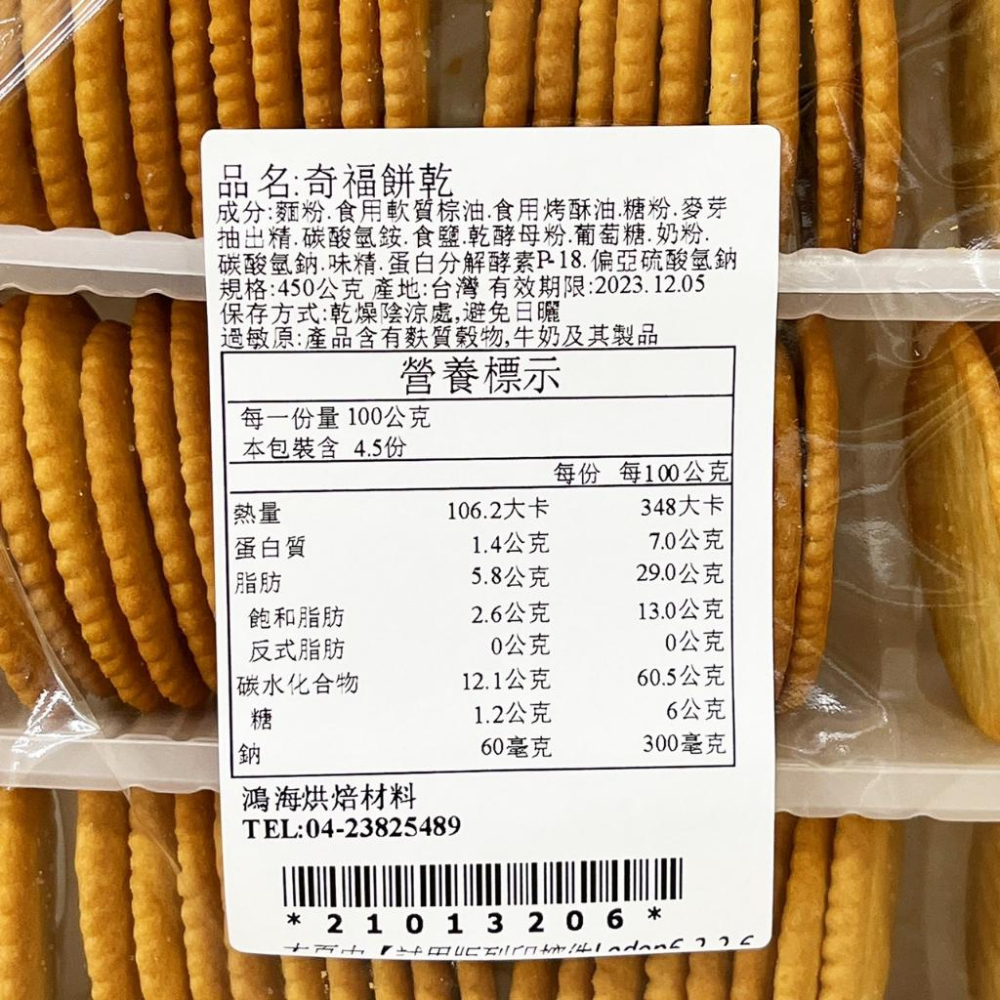 品名:奇福餅乾
成分:麵粉.食用軟質棕油.食用烤酥油.糖粉.麥芽
抽出精.碳酸氫銨.食鹽.乾酵母粉.葡萄糖.奶粉.
碳酸氫鈉.味精.蛋白分解酵素P-18.偏亞硫酸氫鈉
規格:450公克 產地:台灣 有效期限:2023.12.05
保存方式:乾燥陰涼處,避免日曬
過敏原:產品含有麩質穀物,牛奶及其製品
營養標示
每一份量 100公克
本包裝含 4.5份
每份 每100公克
熱量 106.2大卡 348大卡
蛋白質 1.4公克 7.0公克
脂肪 5.8公克 29.0公克
飽和脂肪 2.6公克 13.0公克
反式脂肪 0公克 0公克
碳水化合物 12.1公克 60.5公克
糖 1.2公克 6公克
鈉 60毫克 300毫克
鴻海烘焙材料
TEL:04-23825489
*21013206*